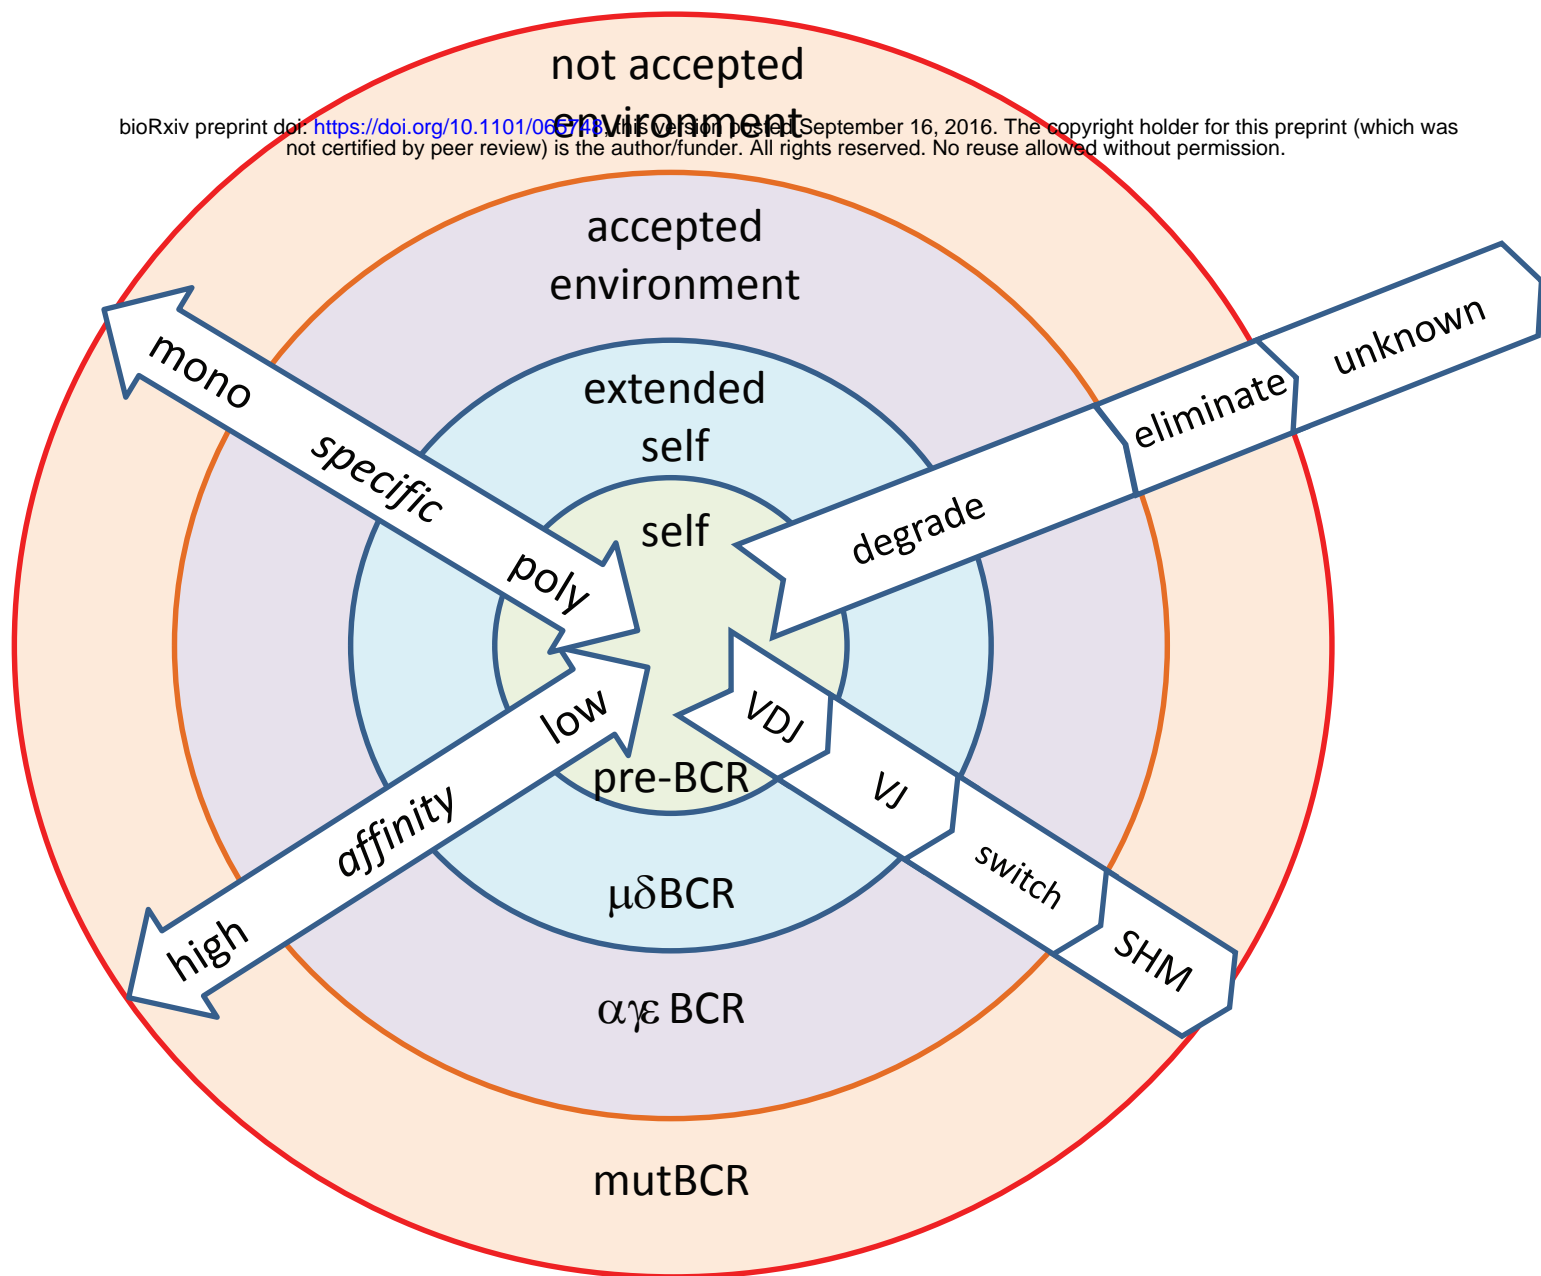 not accepted
environment
bioRxiv preprint doi: https://doi.org/10.1101/065748; this version posted September 16, 2016. The copyright holder for this preprint (which was
not certified by peer review) is the author/funder. All rights reserved. No reuse allowed without permission.
accepted
environment
extended
self
self
mono
specific
poly
degrade
eliminate
unknown
low
affinity
high
VDJ
VJ
switch
SHM
pre-BCR
μδBCR
αγε BCR
mutBCR